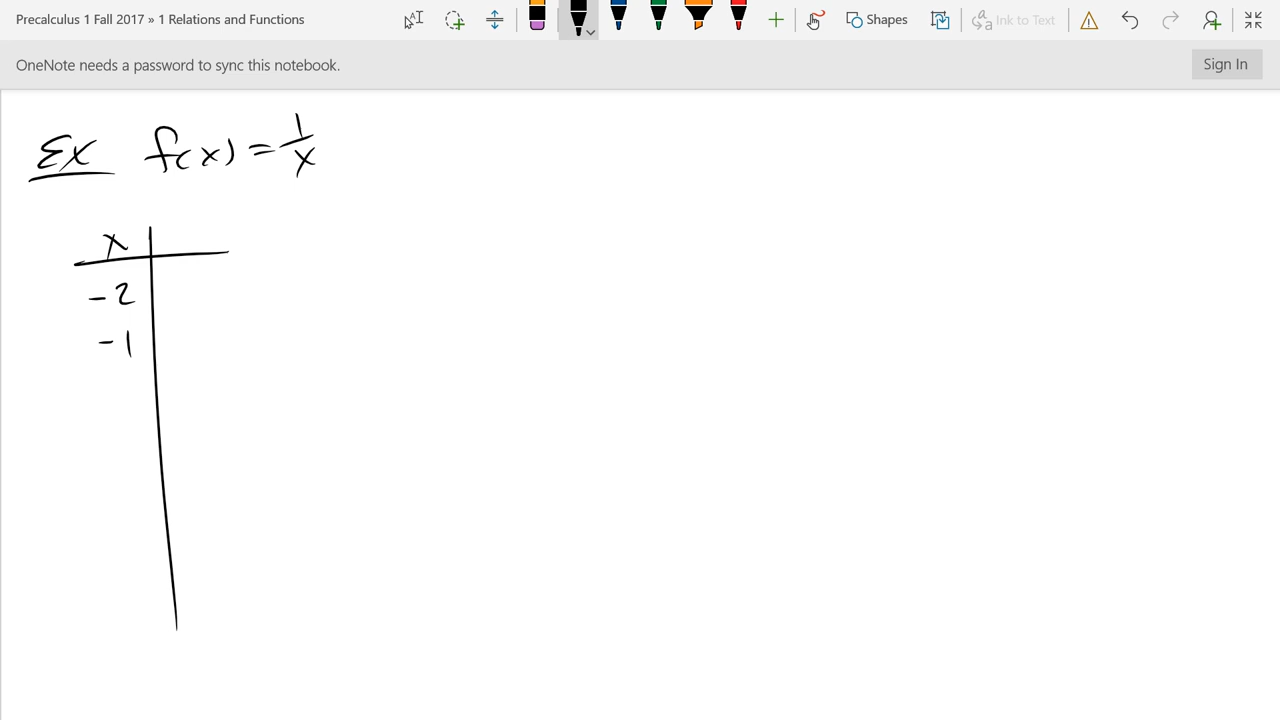 Precalculus 1 Fall 2017 » 1 Relations and Functions
Shapes
Ink to Text
OneNote needs a password to sync this notebook.
Sign In
Ex f(x) = 1/x
x
-2
-1